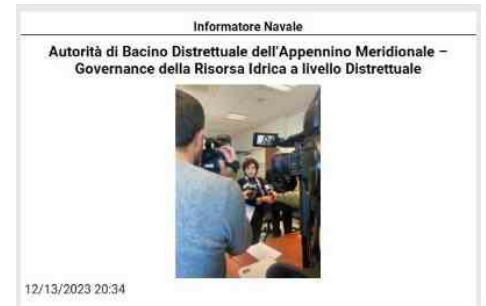 Informatore Navale
Autorità di Bacino Distrettuale dell'Appennino Meridionale –
Governance della Risorsa Idrica a livello Distrettuale
12/13/2023 20:34